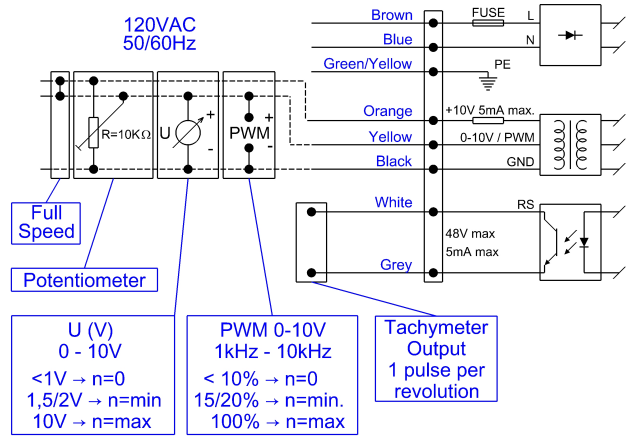 120VAC
50/60Hz
Brown
FUSE
L
Blue
N
Green/Yellow
PE
Orange
+10V 5mA max.
Yellow
0-10V / PWM
Black
GND
R=10KΩ
U
+
-
PWM
+
-
White
RS
48V max
5mA max
Grey
Full
Speed
Potentiometer
U (V)
0 - 10V
<1V → n=0
1,5/2V → n=min
10V → n=max
PWM 0-10V
1kHz - 10kHz
< 10% → n=0
15/20% → n=min.
100% → n=max
Tachymeter
Output
1 pulse per
revolution